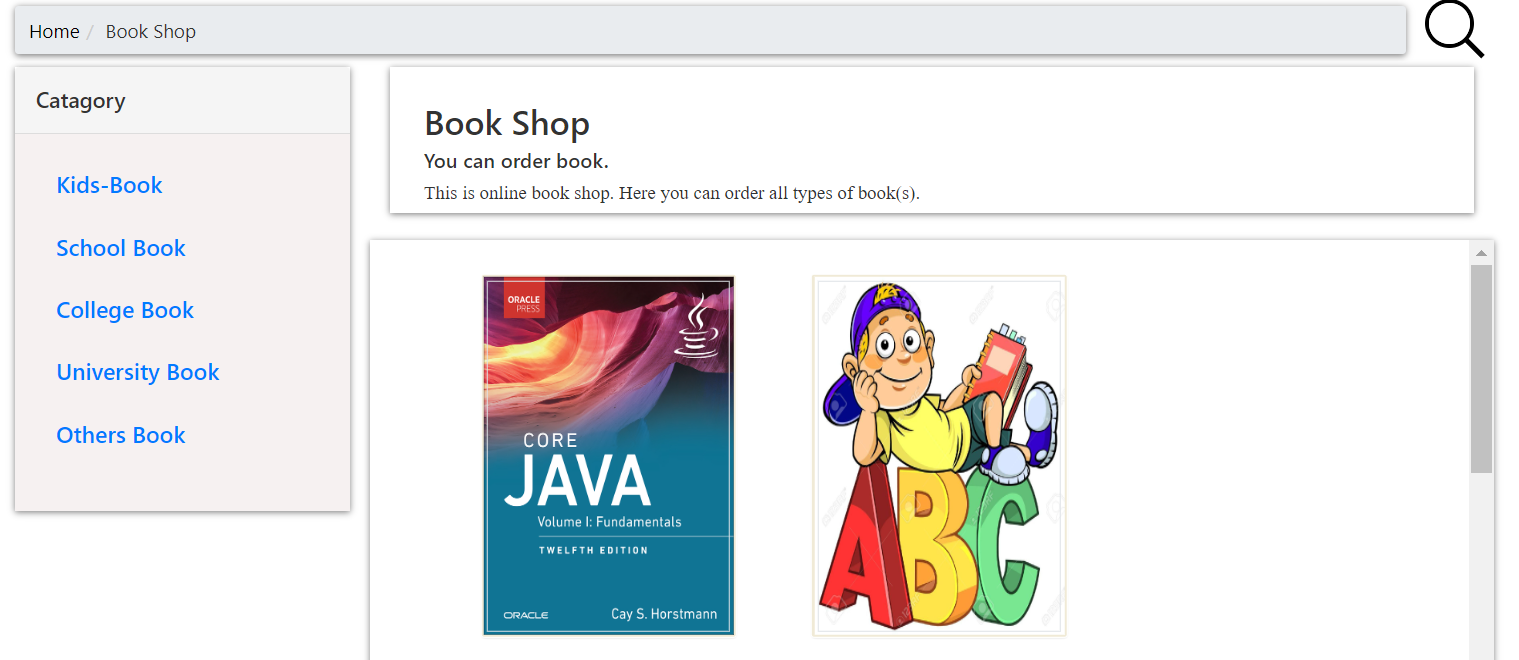 Home / Book Shop
Catagory
Kids-Book
School Book
College Book
University Book
Others Book
Book Shop
You can order book.
This is online book shop. Here you can order all types of book(s).
ORACLE
PRESS
CORE
JAVA
Volume I: Fundamentals
TWELFTH EDITION
ORACLE
Cay S. Horstmann
ABC